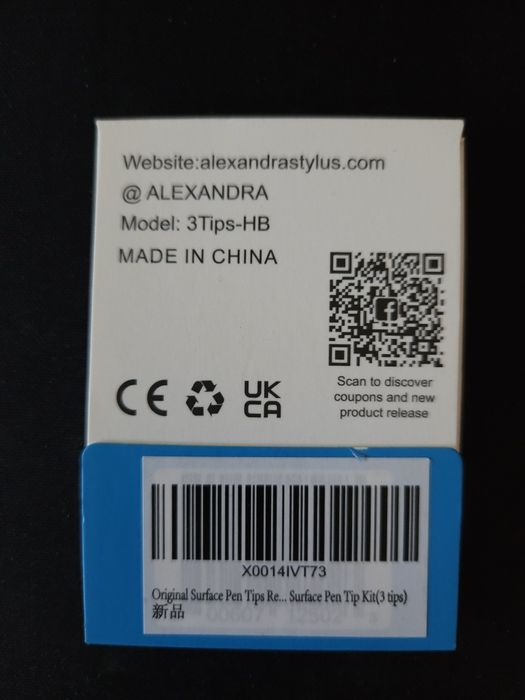 Website:alexandrastylus.com
@ ALEXANDRA
Model: 3Tips-HB
MADE IN CHINA
Scan to discover
coupons and new
product release
CE
UK
CA
X0014IVT73
Original Surface Pen Tips Re... Surface Pen Tip Kit(3 tips)
新品